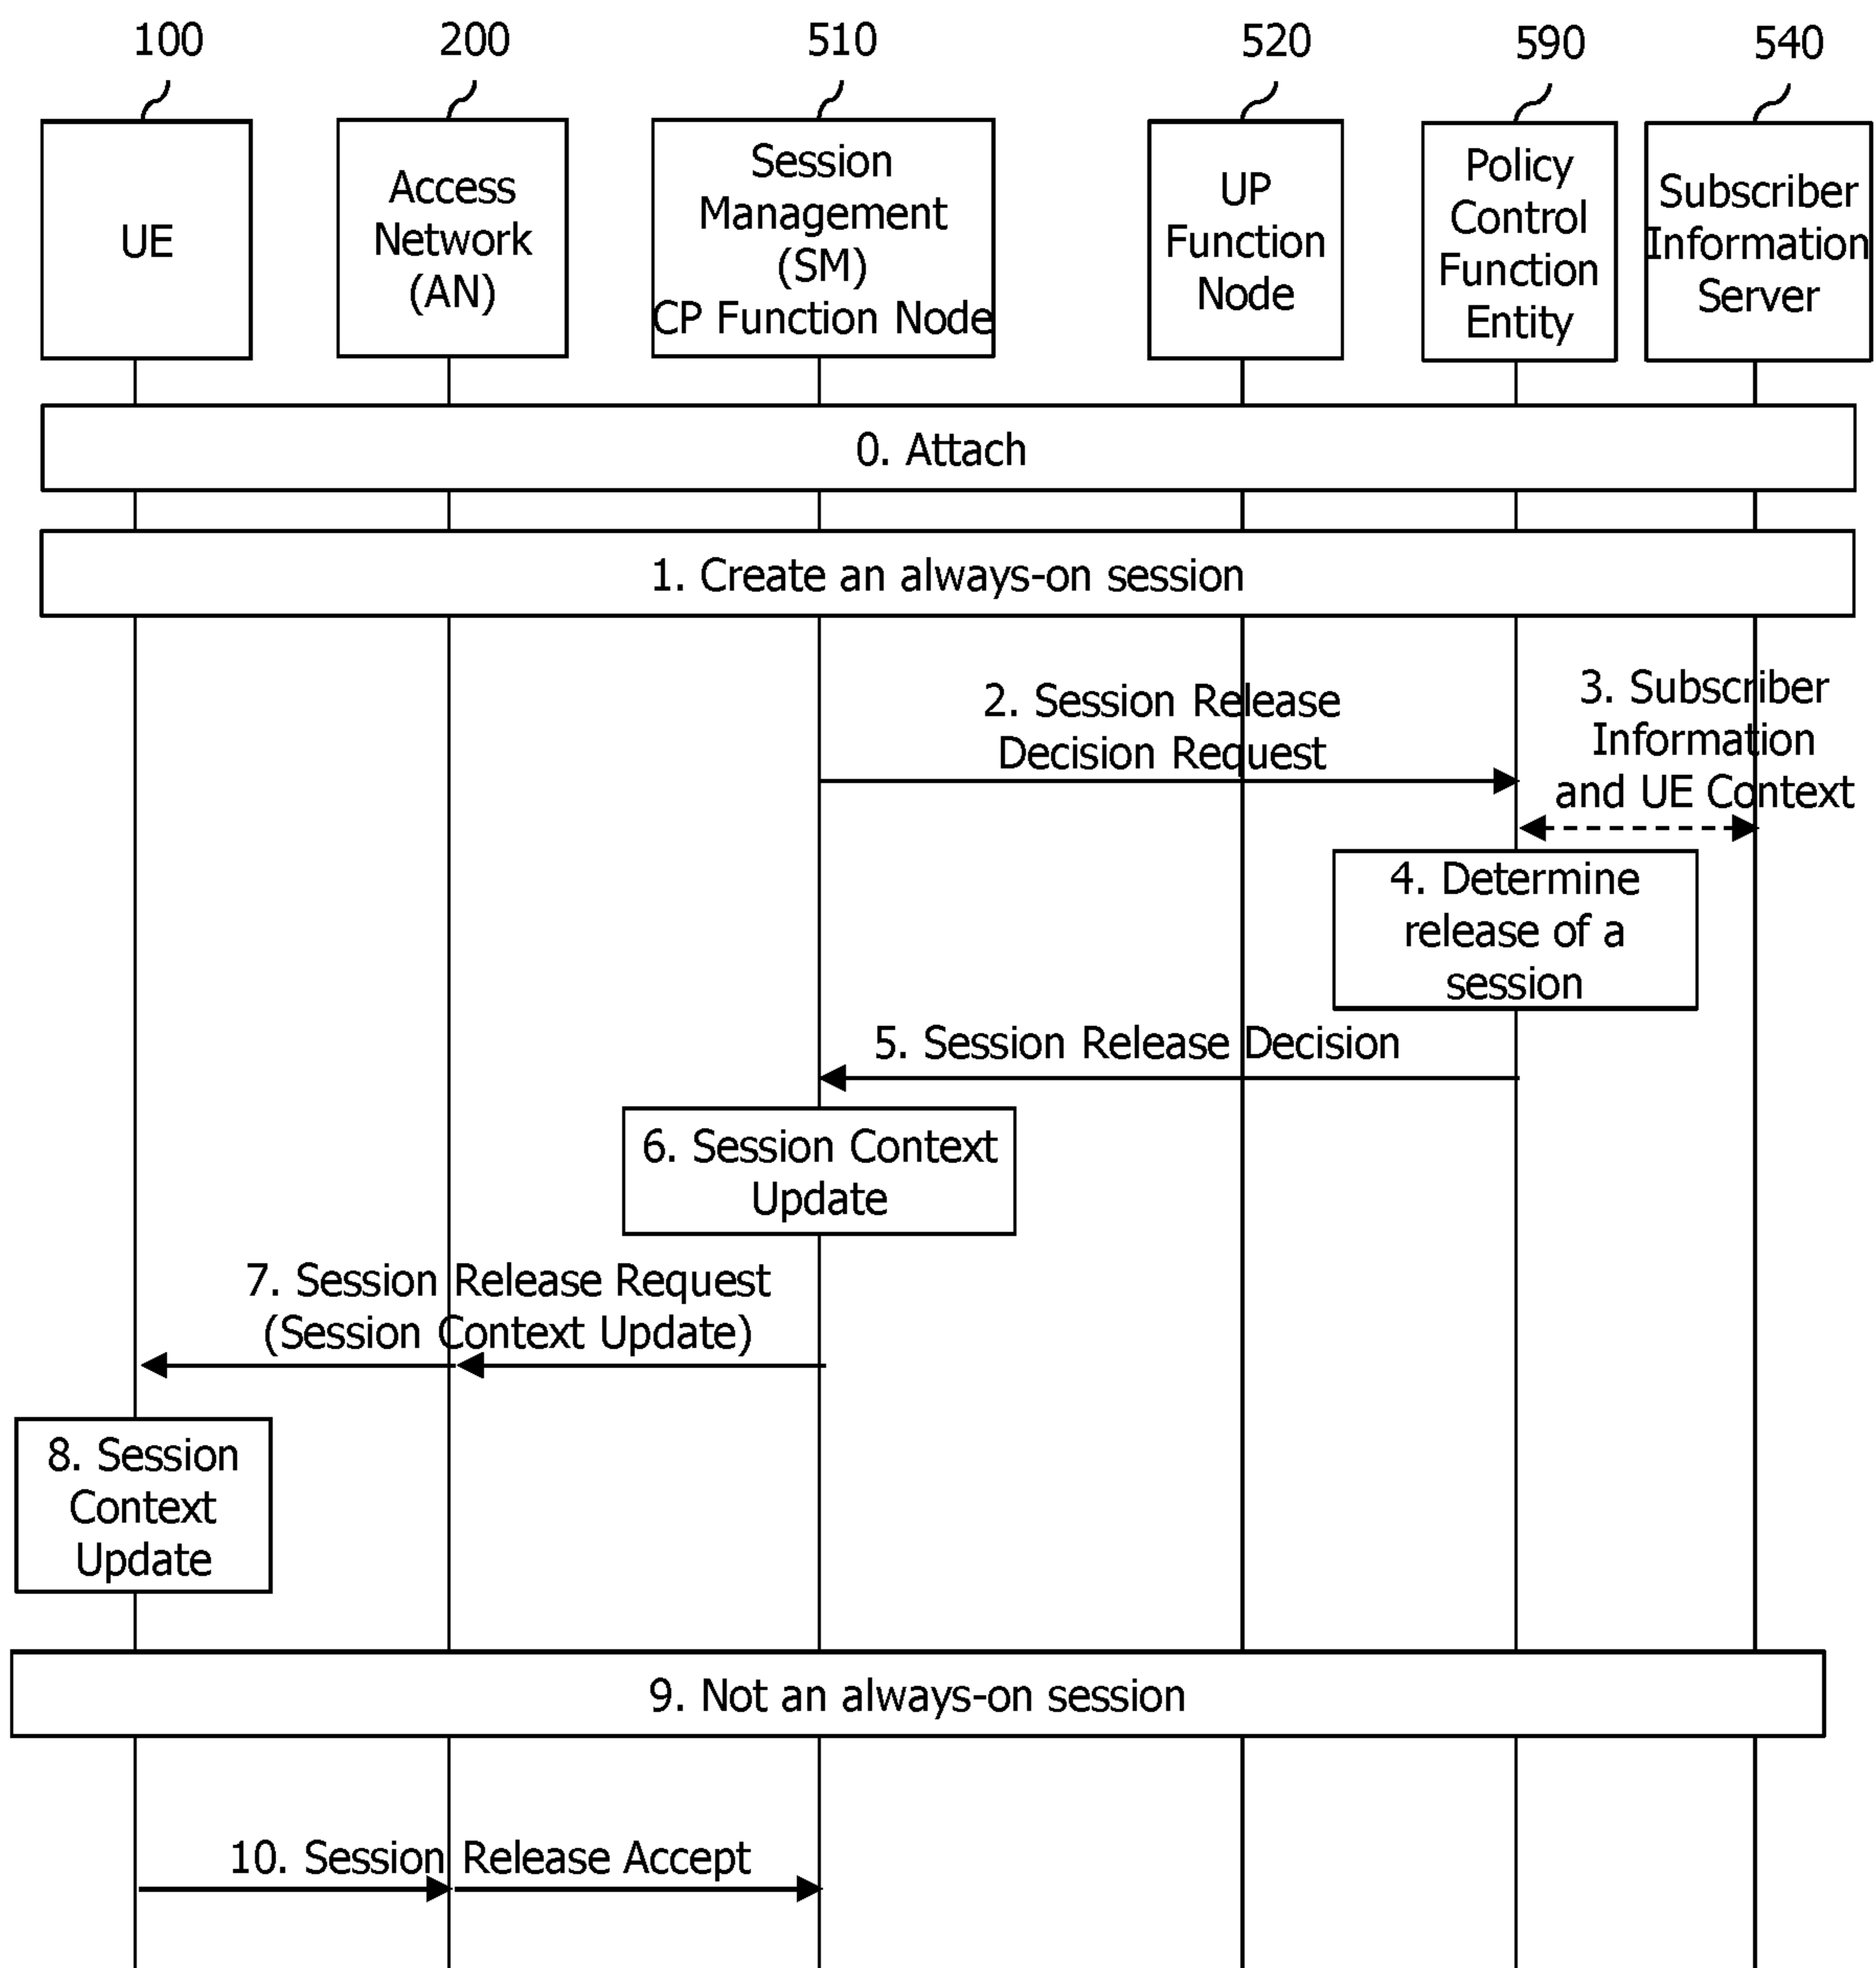 100
200
510
520
590
540
UE
Access
Network
(AN)
Session
Management
(SM)
CP Function Node
UP
Function
Node
Policy
Control
Function
Entity
Subscriber
Information
Server
0. Attach
1. Create an always-on session
2. Session Release
Decision Request
3. Subscriber
Information
and UE Context
4. Determine
release of a
session
5. Session Release Decision
6. Session Context
Update
7. Session Release Request
(Session Context Update)
8. Session
Context
Update
9. Not an always-on session
10. Session Release Accept